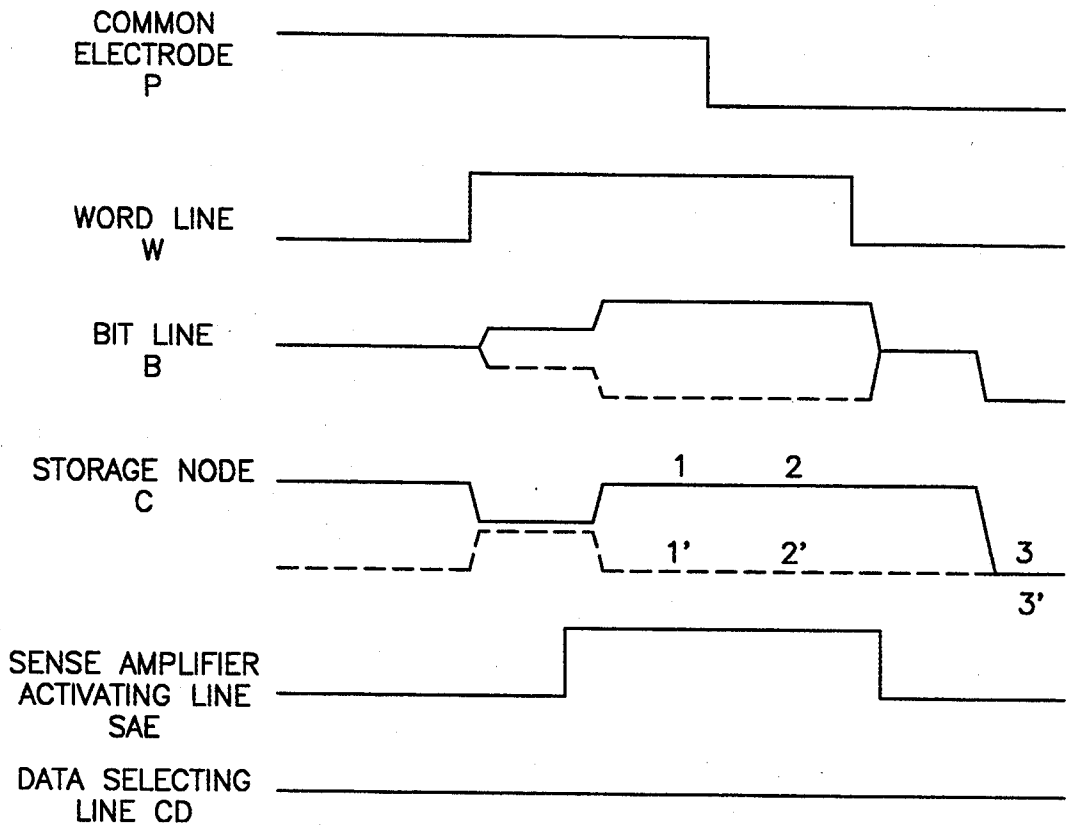 COMMON
ELECTRODE
P
WORD LINE
W
BIT LINE
B
STORAGE NODE
C
1 2
1' 2' 3
3'
SENSE AMPLIFIER
ACTIVATING LINE
SAE
DATA SELECTING
LINE CD